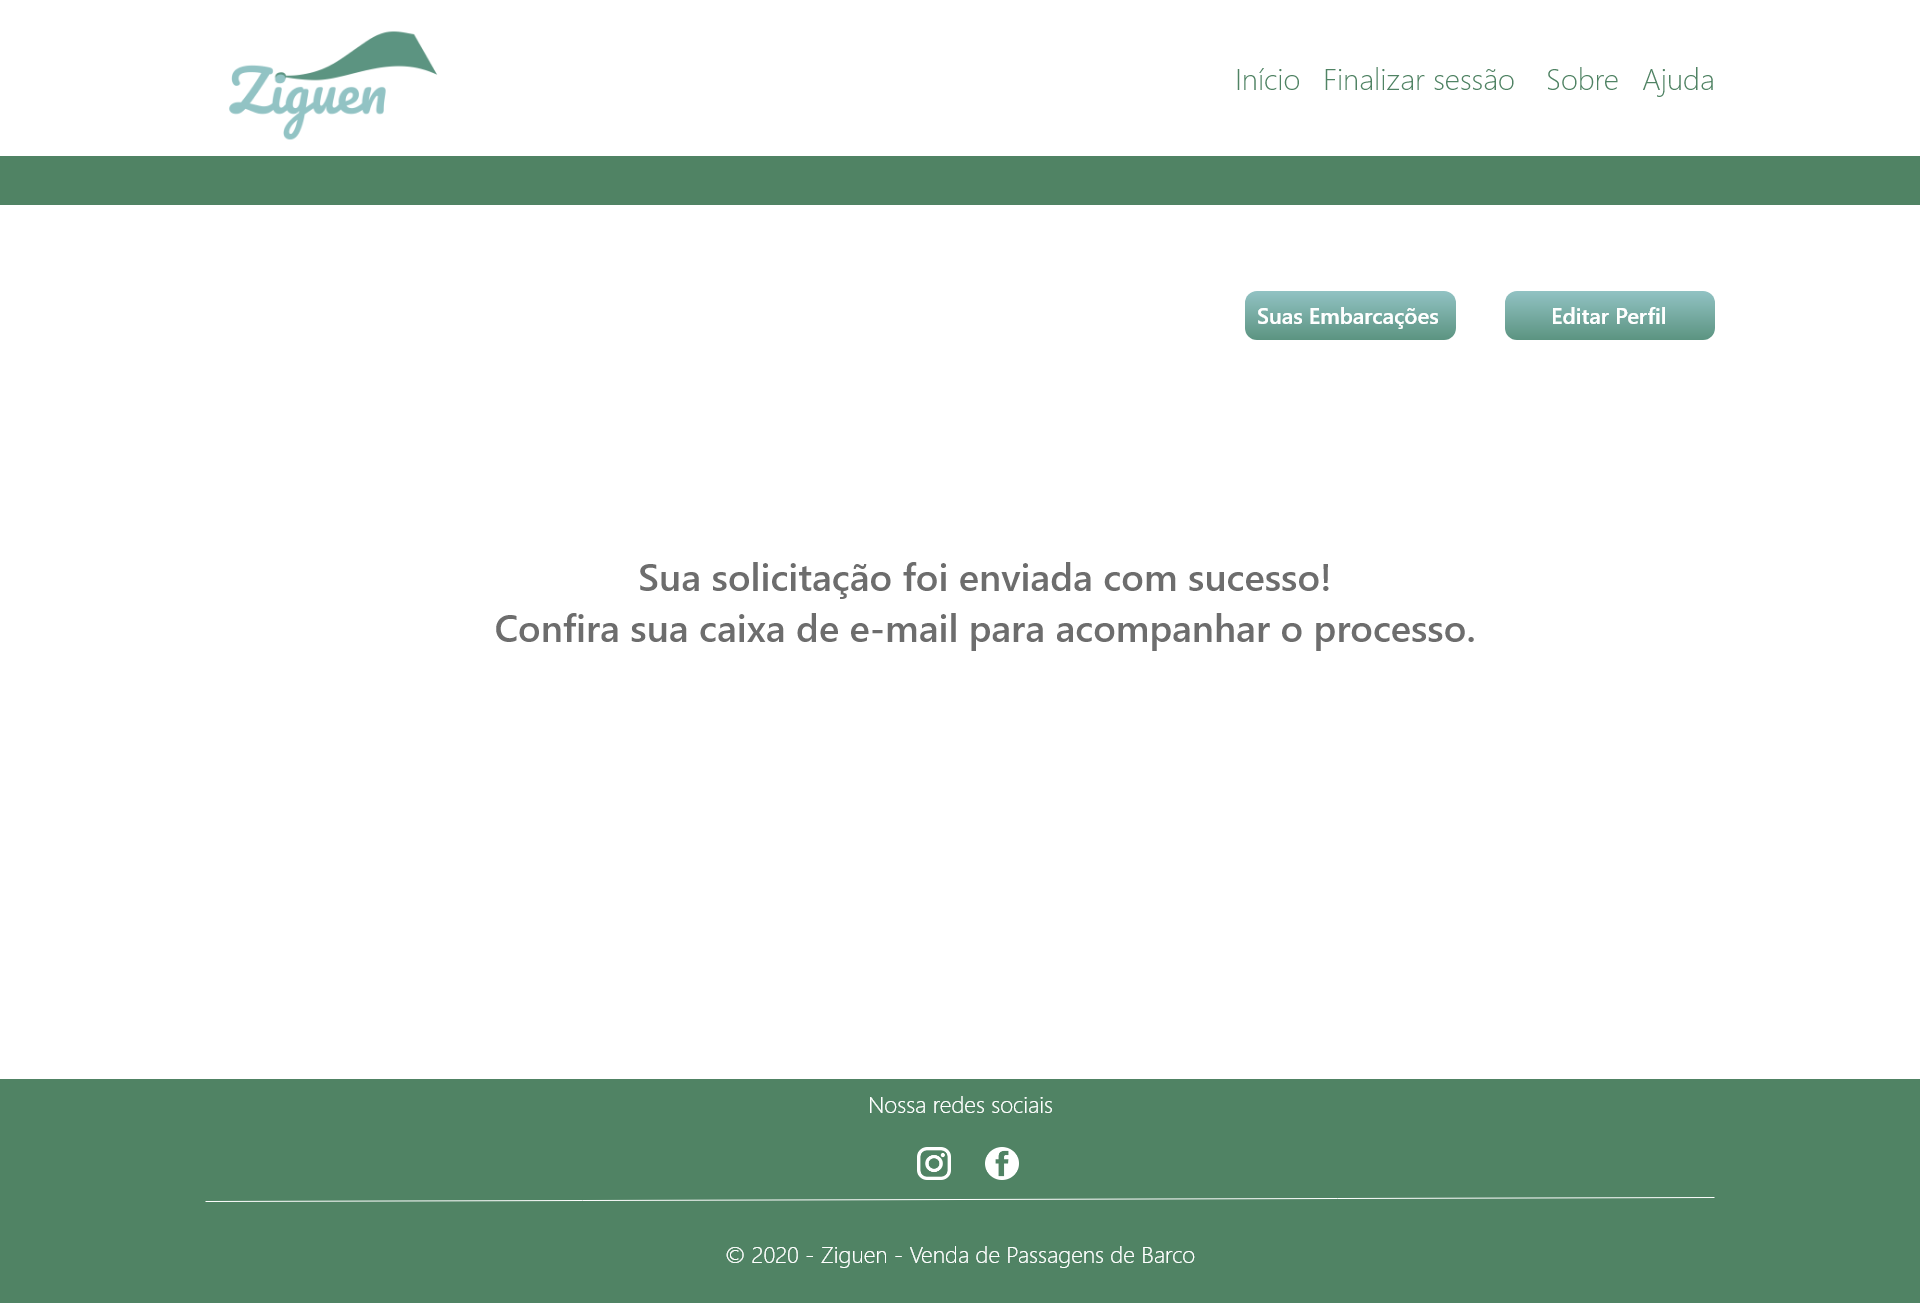 Ziguen
Início Finalizar sessão Sobre Ajuda
Suas Embarcações Editar Perfil
Sua solicitação foi enviada com sucesso!
Confira sua caixa de e-mail para acompanhar o processo.
Nossa redes sociais
© 2020 - Ziguen - Venda de Passagens de Barco